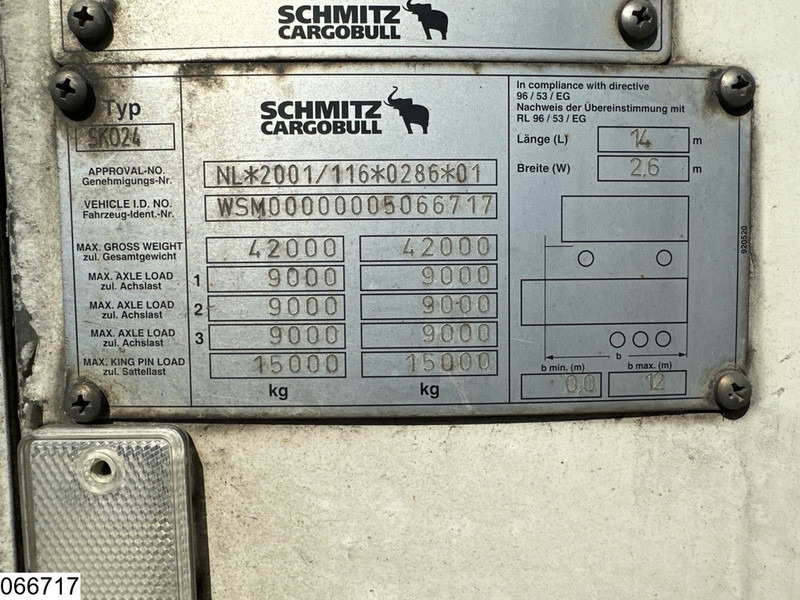 SCHMITZ
CARGOBULL
Typ
SKO24
SCHMITZ
CARGOBULL
In compliance with directive
96 / 53 / EG
Nachweis der Übereinstimmung mit
RL 96 / 53 / EG
Länge (L) 14 m
Breite (W) 2,6 m
APPROVAL-NO.
Genehmigungs-Nr.
NL*2001/116*0286*01
VEHICLE I.D. NO.
Fahrzeug-Ident.-Nr.
WSM00000005066717
MAX. GROSS WEIGHT
zul. Gesamtgewicht
42000 42000
MAX. AXLE LOAD
zul. Achslast
1 9000 9000
MAX. AXLE LOAD
zul. Achslast
2 9000 9000
MAX. AXLE LOAD
zul. Achslast
3 9000 9000
MAX. KING PIN LOAD
zul. Sattellast
15000 15000
kg kg
b
b min. (m) b max. (m)
0,0 12
920520
066717